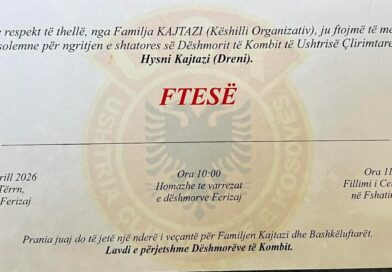 respekt të thellë, nga Familja KAJTAZI (Këshilli Organizativ), ju ftojmë të me
solemne për ngritjen e shtatores së Dëshmorit të Kombit të Ushtrisë Çlirimtare
Hysni Kajtazi (Dreni).
FTESË
rill 2026
Tërrn,
Ferizaj
Ora 10:00
Homazhe te varrezat
e dëshmorve Ferizaj
Ora 11
Fillimi i Ce
në Fshatin
Prania juaj do të jetë një nderë i veçantë për Familjen Kajtazi dhe Bashkëluftarët.
Lavdi e përjetshme Dëshmorëve të Kombit.
USHTRIA